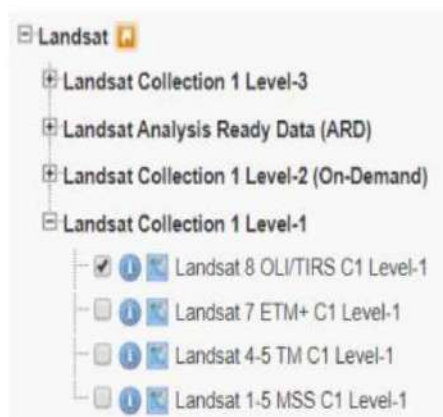 Landsat
Landsat Collection 1 Level-3
Landsat Analysis Ready Data (ARD)
Landsat Collection 1 Level-2 (On-Demand)
Landsat Collection 1 Level-1
Landsat 8 OLI/TIRS C1 Level-1
Landsat 7 ETM+ C1 Level-1
Landsat 4-5 TM C1 Level-1
Landsat 1-5 MSS C1 Level-1